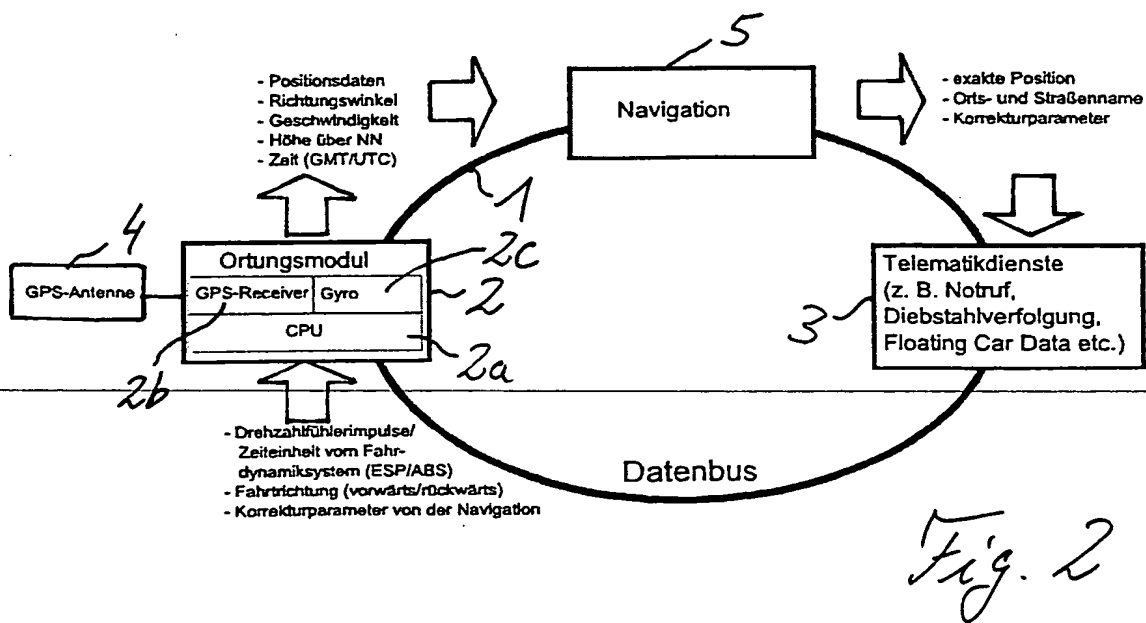 5
- Positionsdaten
- Richtungswinkel
- Geschwindigkeit
- Höhe über NN
- Zeit (GMT/UTC)
Navigation
- exakte Position
- Orts- und Straßenname
- Korrekturparameter
1
4
GPS-Antenne
Ortungsmodul
GPS-Receiver
Gyro
CPU
2c
2
2a
2b
3
Telematikdienste
(z. B. Notruf,
Diebstahlverfolgung,
Floating Car Data etc.)
- Drehzahlfühlerimpulse/
Zeiteinheit vom Fahr-
dynamiksystem (ESP/ABS)
- Fahrtrichtung (vorwärts/rückwärts)
- Korrekturparameter von der Navigation
Datenbus
Fig. 2